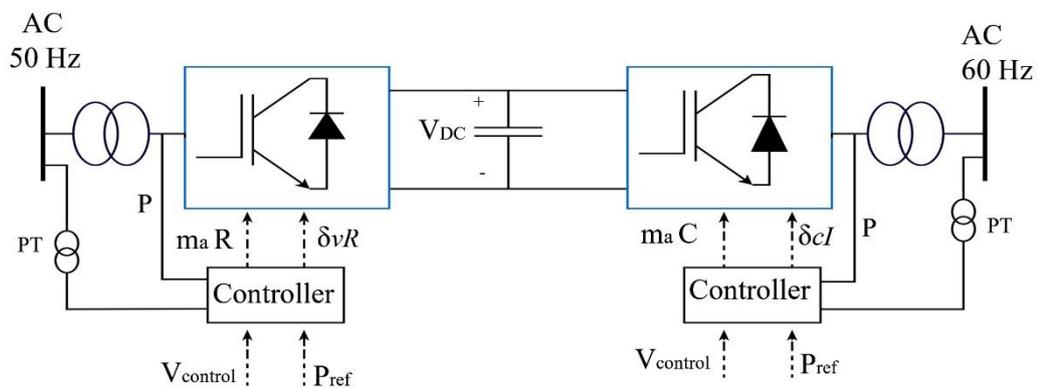 AC
50 Hz
AC
60 Hz
+
VDC
-
P
P
PT
ma R
δvR
ma C
δcI
PT
Controller
Controller
Vcontrol
Pref
Vcontrol
Pref